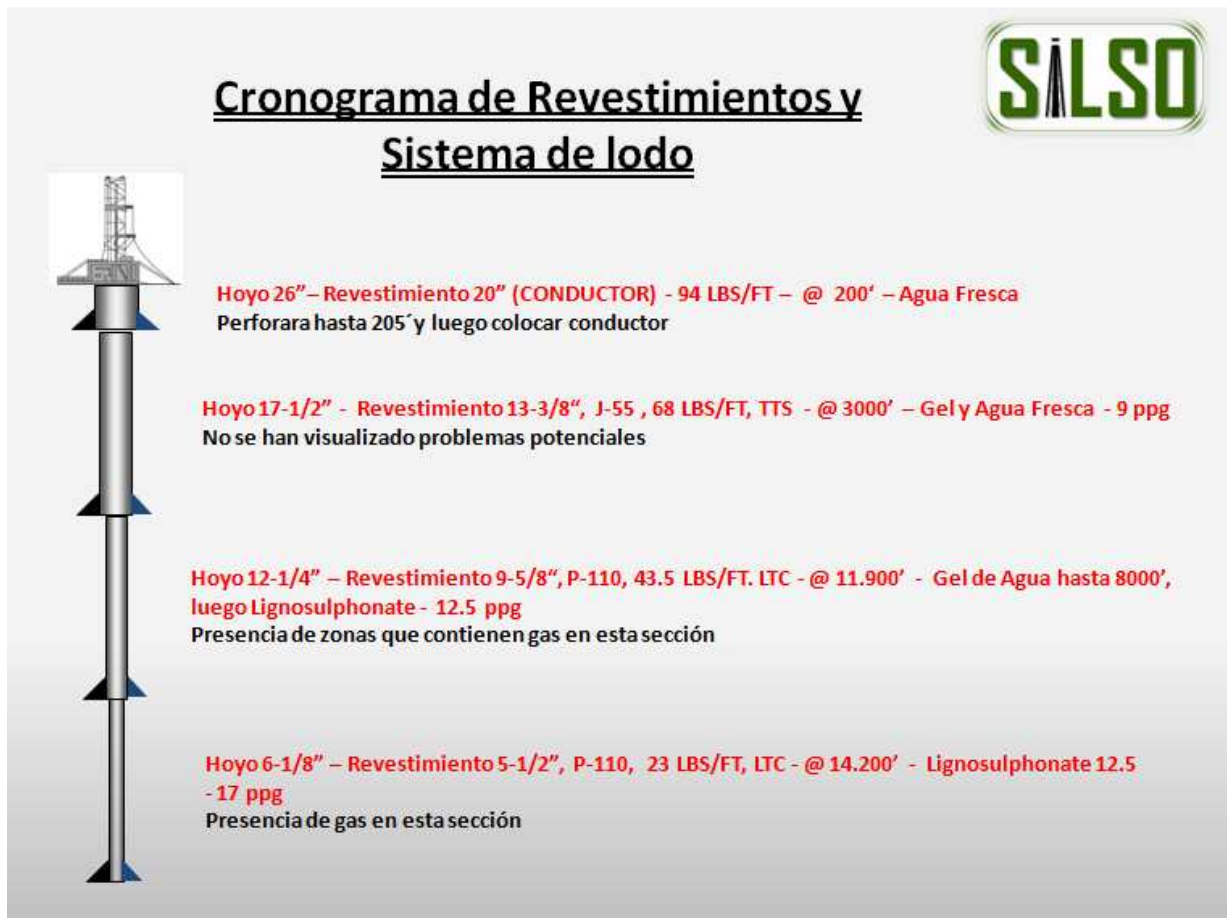 SiLSO
Cronograma de Revestimientos y
Sistema de lodo
Hoyo 26” – Revestimiento 20” (CONDUCTOR) - 94 LBS/FT – @ 200’ – Agua Fresca
Perforara hasta 205´ y luego colocar conductor
Hoyo 17-1/2” - Revestimiento 13-3/8“, J-55 , 68 LBS/FT, TTS - @ 3000’ – Gel y Agua Fresca - 9 ppg
No se han visualizado problemas potenciales
Hoyo 12-1/4” – Revestimiento 9-5/8“, P-110, 43.5 LBS/FT. LTC - @ 11.900’ - Gel de Agua hasta 8000’,
luego Lignosulphonate - 12.5 ppg
Presencia de zonas que contienen gas en esta sección
Hoyo 6-1/8” – Revestimiento 5-1/2”, P-110, 23 LBS/FT, LTC - @ 14.200’ - Lignosulphonate 12.5
- 17 ppg
Presencia de gas en esta sección